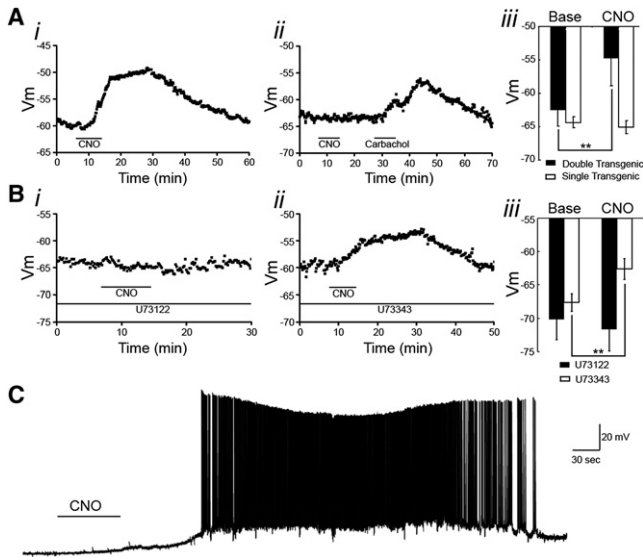 A
i
Vm
-45
-50
-55
-60
-65
CNO
0 10 20 30 40 50 60
Time (min)
ii
Vm
-50
-55
-60
-65
-70
CNO
Carbachol
0 10 20 30 40 50 60 70
Time (min)
iii
Base CNO
Vm
-50
-55
-60
-65
-70
**
Double Transgenic
Single Transgenic
B
i
Vm
-55
-60
-65
-70
-75
CNO
U73122
0 10 20 30
Time (min)
ii
Vm
-50
-55
-60
-65
-70
-75
CNO
U73343
0 10 20 30 40 50
Time (min)
iii
Base CNO
Vm
-55
-60
-65
-70
-75
**
U73122
U73343
C
CNO
20 mV
30 sec